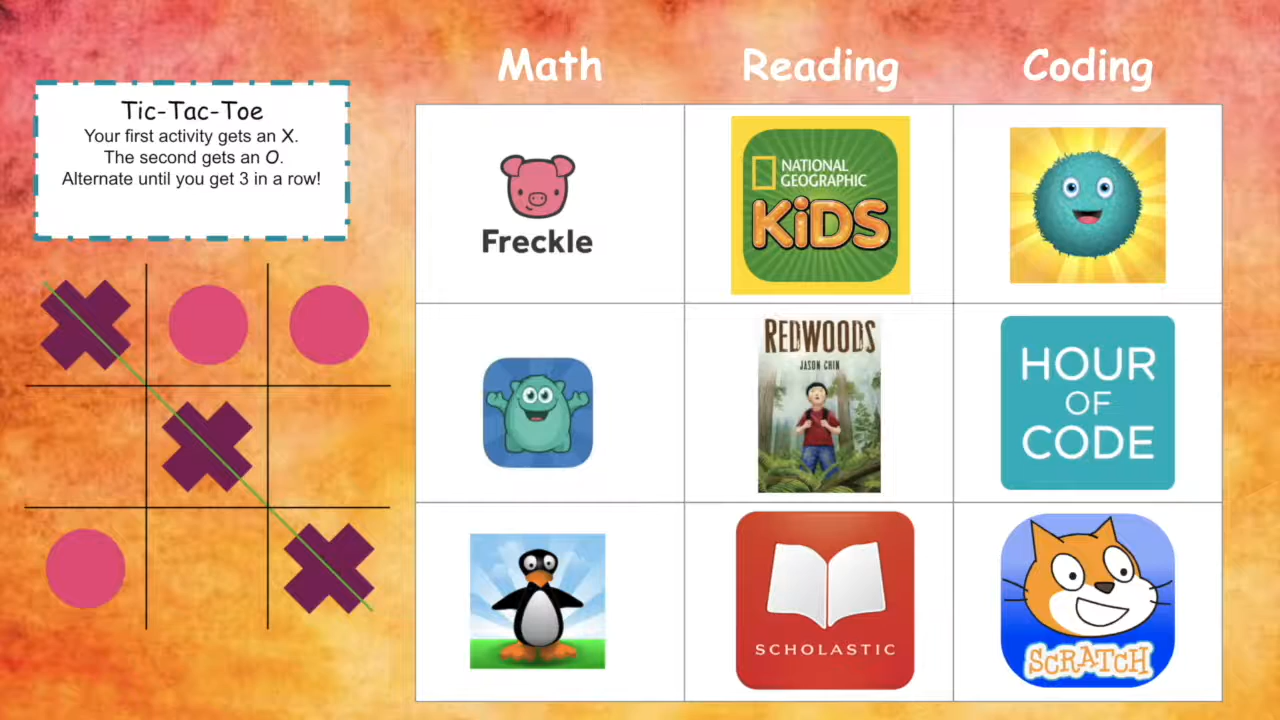 Math Reading Coding
Tic-Tac-Toe
Your first activity gets an X.
The second gets an O.
Alternate until you get 3 in a row!
Freckle
NATIONAL
GEOGRAPHIC
KiDS
REDWOODS
JASON CHIN
HOUR
OF
CODE
SCHOLASTIC
SCRATCH